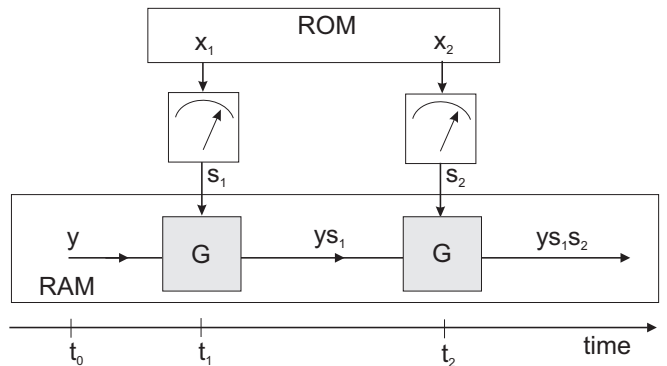 ROM
x₁ x₂
s₁ s₂
y G ys₁ G ys₁s₂
RAM
t₀ t₁ t₂ time